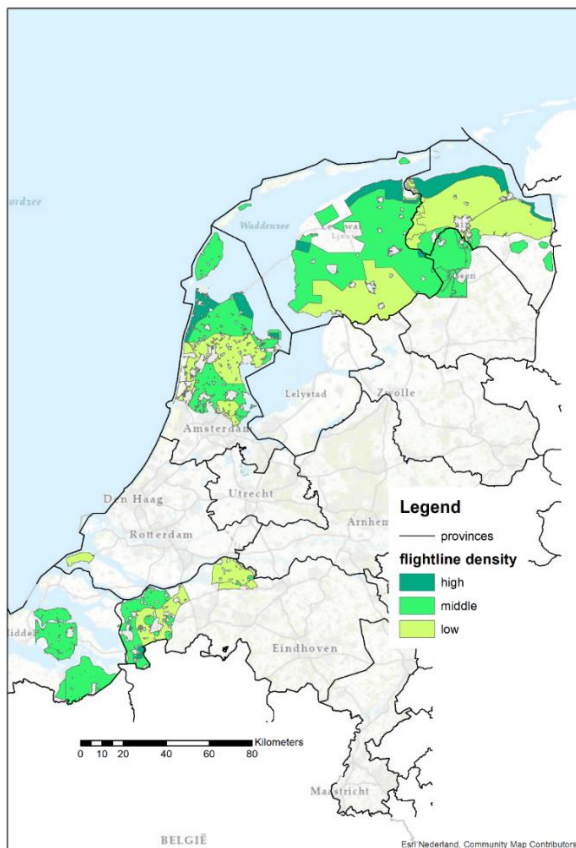 Waddenzee
Lelystad
Zwolle
Amsterdam
Den Haag
Utrecht
Rotterdam
Arnhem
Legend
provinces
flightline density
high
middle
low
Eindhoven
Kilometers
0 10 20 40 60 80
Maastricht
BELGIË
Esri Nederland, Community Map Contributors